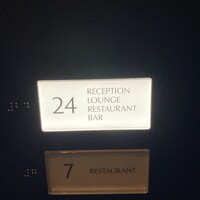 24
RECEPTION
LOUNGE
RESTAURANT
BAR
7
RESTAURANT